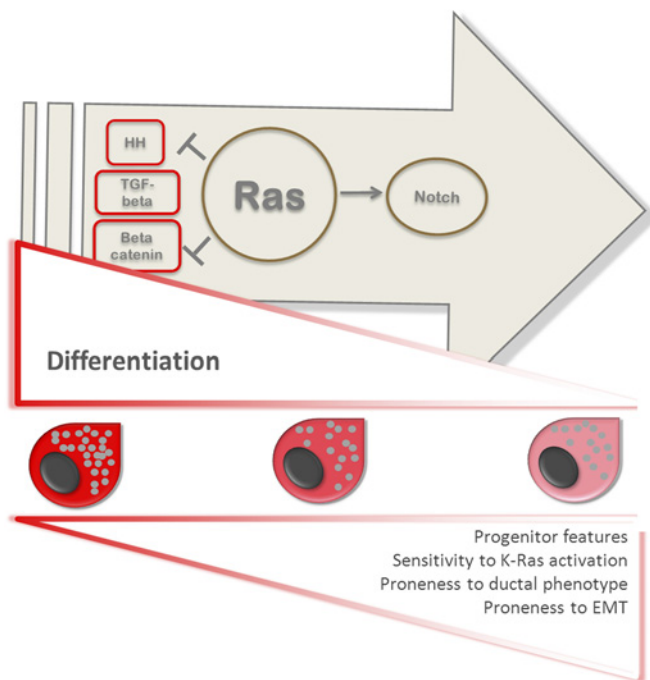 HH
TGF-
beta
Beta
catenin
Ras
Notch
Differentiation
Progenitor features
Sensitivity to K-Ras activation
Proneness to ductal phenotype
Proneness to EMT